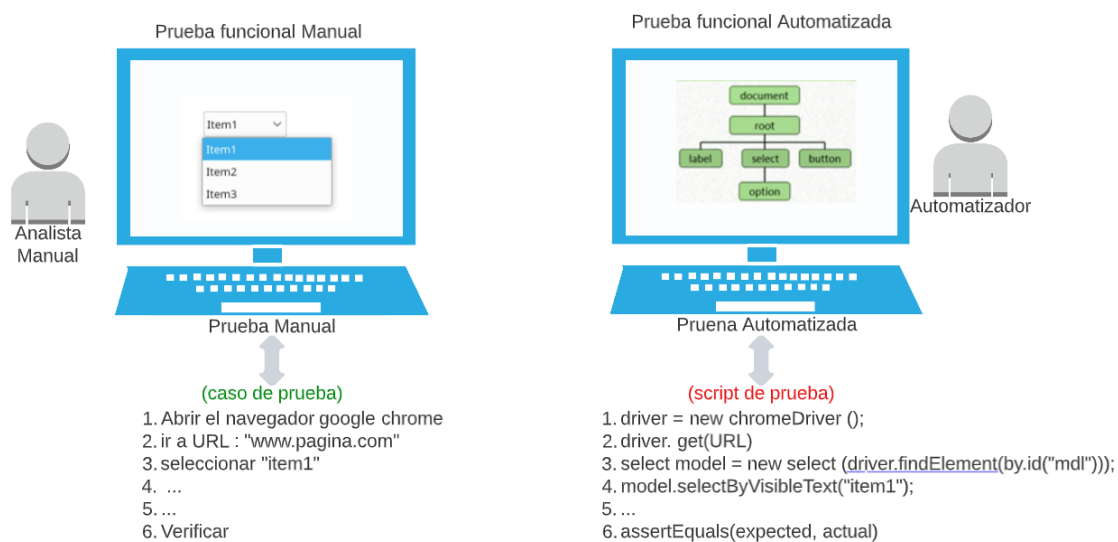 Prueba funcional Manual
Item1
Item1
Item2
Item3
Analista
Manual
Prueba Manual
(caso de prueba)
1. Abrir el navegador google chrome
2. ir a URL : "www.pagina.com"
3. seleccionar "item1"
4. ...
5. ...
6. Verificar
Prueba funcional Automatizada
document
root
label select button
option
Automatizador
Pruena Automatizada
(script de prueba)
1. driver = new chromeDriver ();
2. driver. get(URL)
3. select model = new select (driver.findElement(by.id("mdl")));
4. model.selectByVisibleText("item1");
5. ...
6. assertEquals(expected, actual)